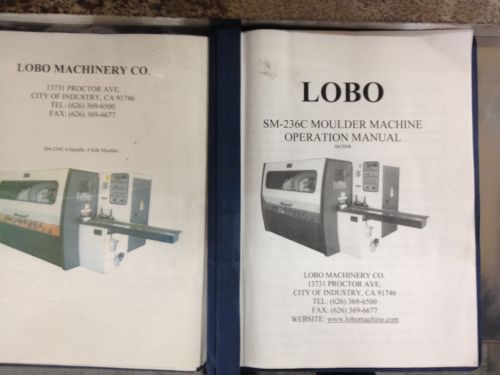 LOBO MACHINERY CO.
13731 PROCTOR AVE.
CITY OF INDUSTRY, CA 91746
TEL: (626) 369-6500
FAX: (626) 369-6677
SM-236C 6 Spindle, 4 Side Moulder
LOBO
SM-236C MOULDER MACHINE
OPERATION MANUAL
LOBO MACHINERY CO.
13731 PROCTOR AVE.
CITY OF INDUSTRY, CA 91746
TEL: (626) 369-6500
FAX: (626) 369-6677
WEBSITE: www.lobomachine.com